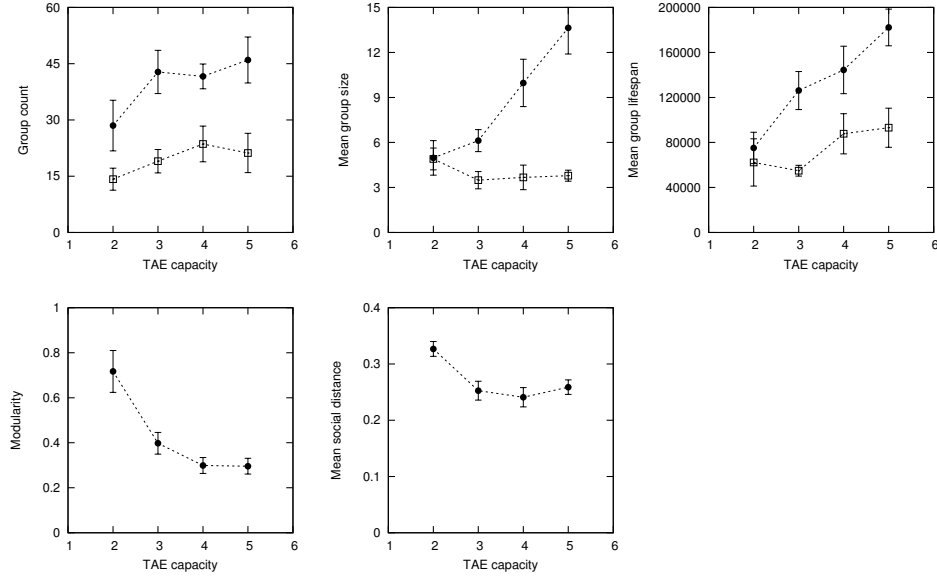 60
45
30
15
0
Group count
1 2 3 4 5 6
TAE capacity
15
12
9
6
3
0
Mean group size
1 2 3 4 5 6
TAE capacity
200000
160000
120000
80000
40000
0
Mean group lifespan
1 2 3 4 5 6
TAE capacity
1
0.8
0.6
0.4
0.2
0
Modularity
1 2 3 4 5 6
TAE capacity
0.4
0.3
0.2
0.1
0
Mean social distance
1 2 3 4 5 6
TAE capacity